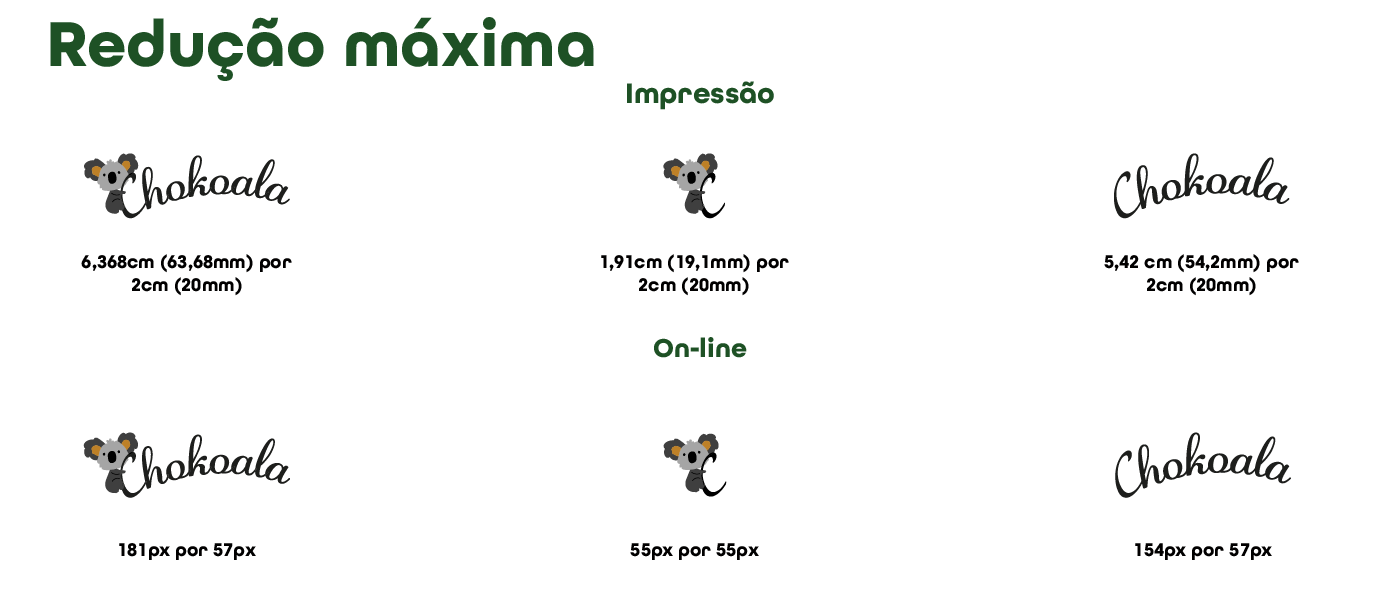 Redução máxima
Impressão
Chokoala
C
Chokoala
6,368cm (63,68mm) por
2cm (20mm)
1,91cm (19,1mm) por
2cm (20mm)
5,42 cm (54,2mm) por
2cm (20mm)
On-line
Chokoala
C
Chokoala
181px por 57px
55px por 55px
154px por 57px